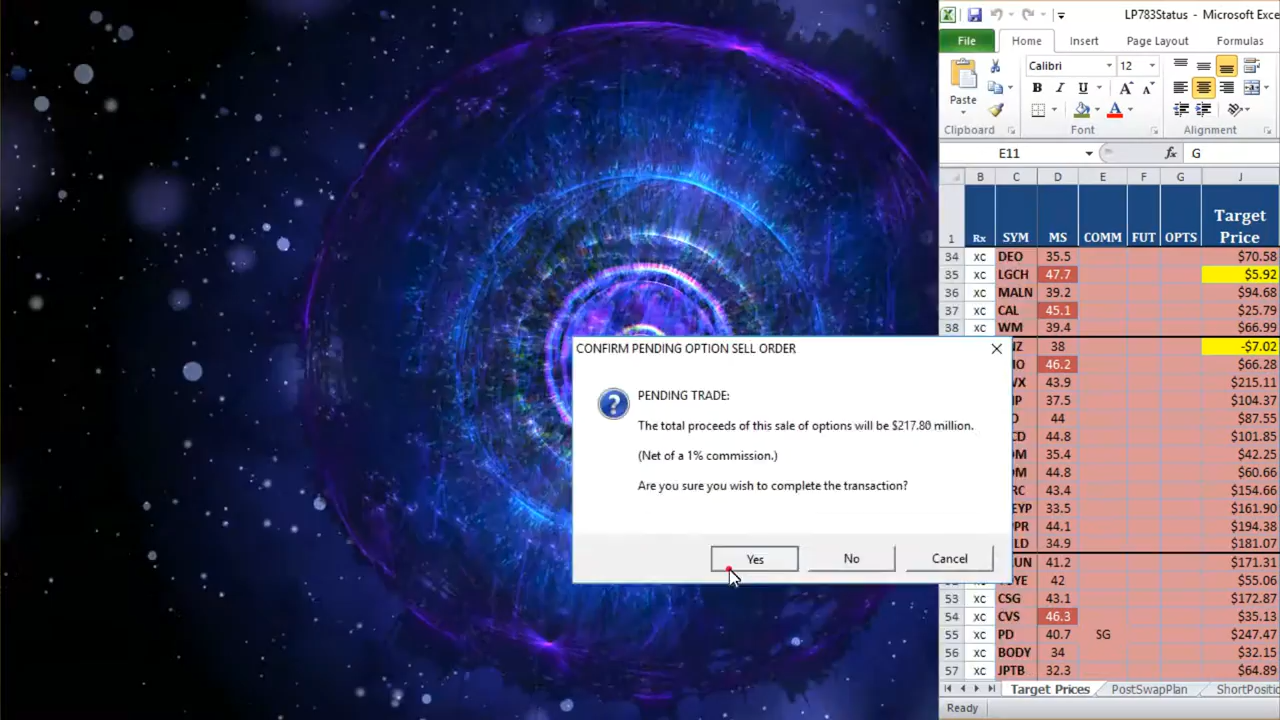 LP783Status - Microsoft Exce
File Home Insert Page Layout Formulas
Calibri 12
Paste
B I U A A
Clipboard Font Alignment
E11 fx G
B C D E F G J
1 Rx SYM MS COMM FUT OPTS Target Price
34 xc DEO 35.5 $70.58
35 xc LGCH 47.7 $5.92
36 xc MALN 39.2 $94.68
37 xc CAL 45.1 $25.79
38 xc WM 39.4 $66.99
NZ 38 -$7.02
46.2 $66.28
43.9 $215.11
37.5 $104.37
44 $87.55
44.8 $101.85
35.4 $42.25
44.8 $60.66
43.4 $154.66
33.5 $161.90
44.1 $194.38
34.9 $181.07
41.2 $171.31
42 $55.06
53 xc CSG 43.1 $172.87
54 xc CVS 46.3 $35.13
55 xc PD 40.7 SG $247.47
56 xc BODY 34 $32.15
57 xc JPTB 32.3 $64.89
Target Prices PostSwapPlan ShortPositio
Ready
CONFIRM PENDING OPTION SELL ORDER
PENDING TRADE:
The total proceeds of this sale of options will be million.
(Net of a 1% commission.)
Are you sure you wish to complete the transaction?
Yes No Cancel